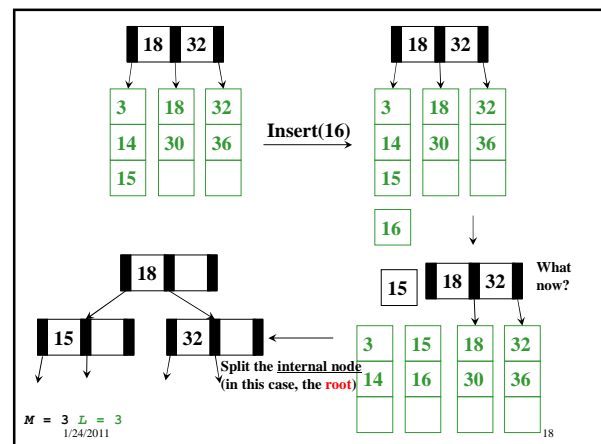 18 32
3 18 32
14 30 36
15
Insert(16)
18 32
3 18 32
14 30 36
15
16
What
now?
15
18 32
3 15 18 32
14 16 30 36
Split the internal node
(in this case, the root)
18
15
32
M = 3 L = 3
1/24/2011
18